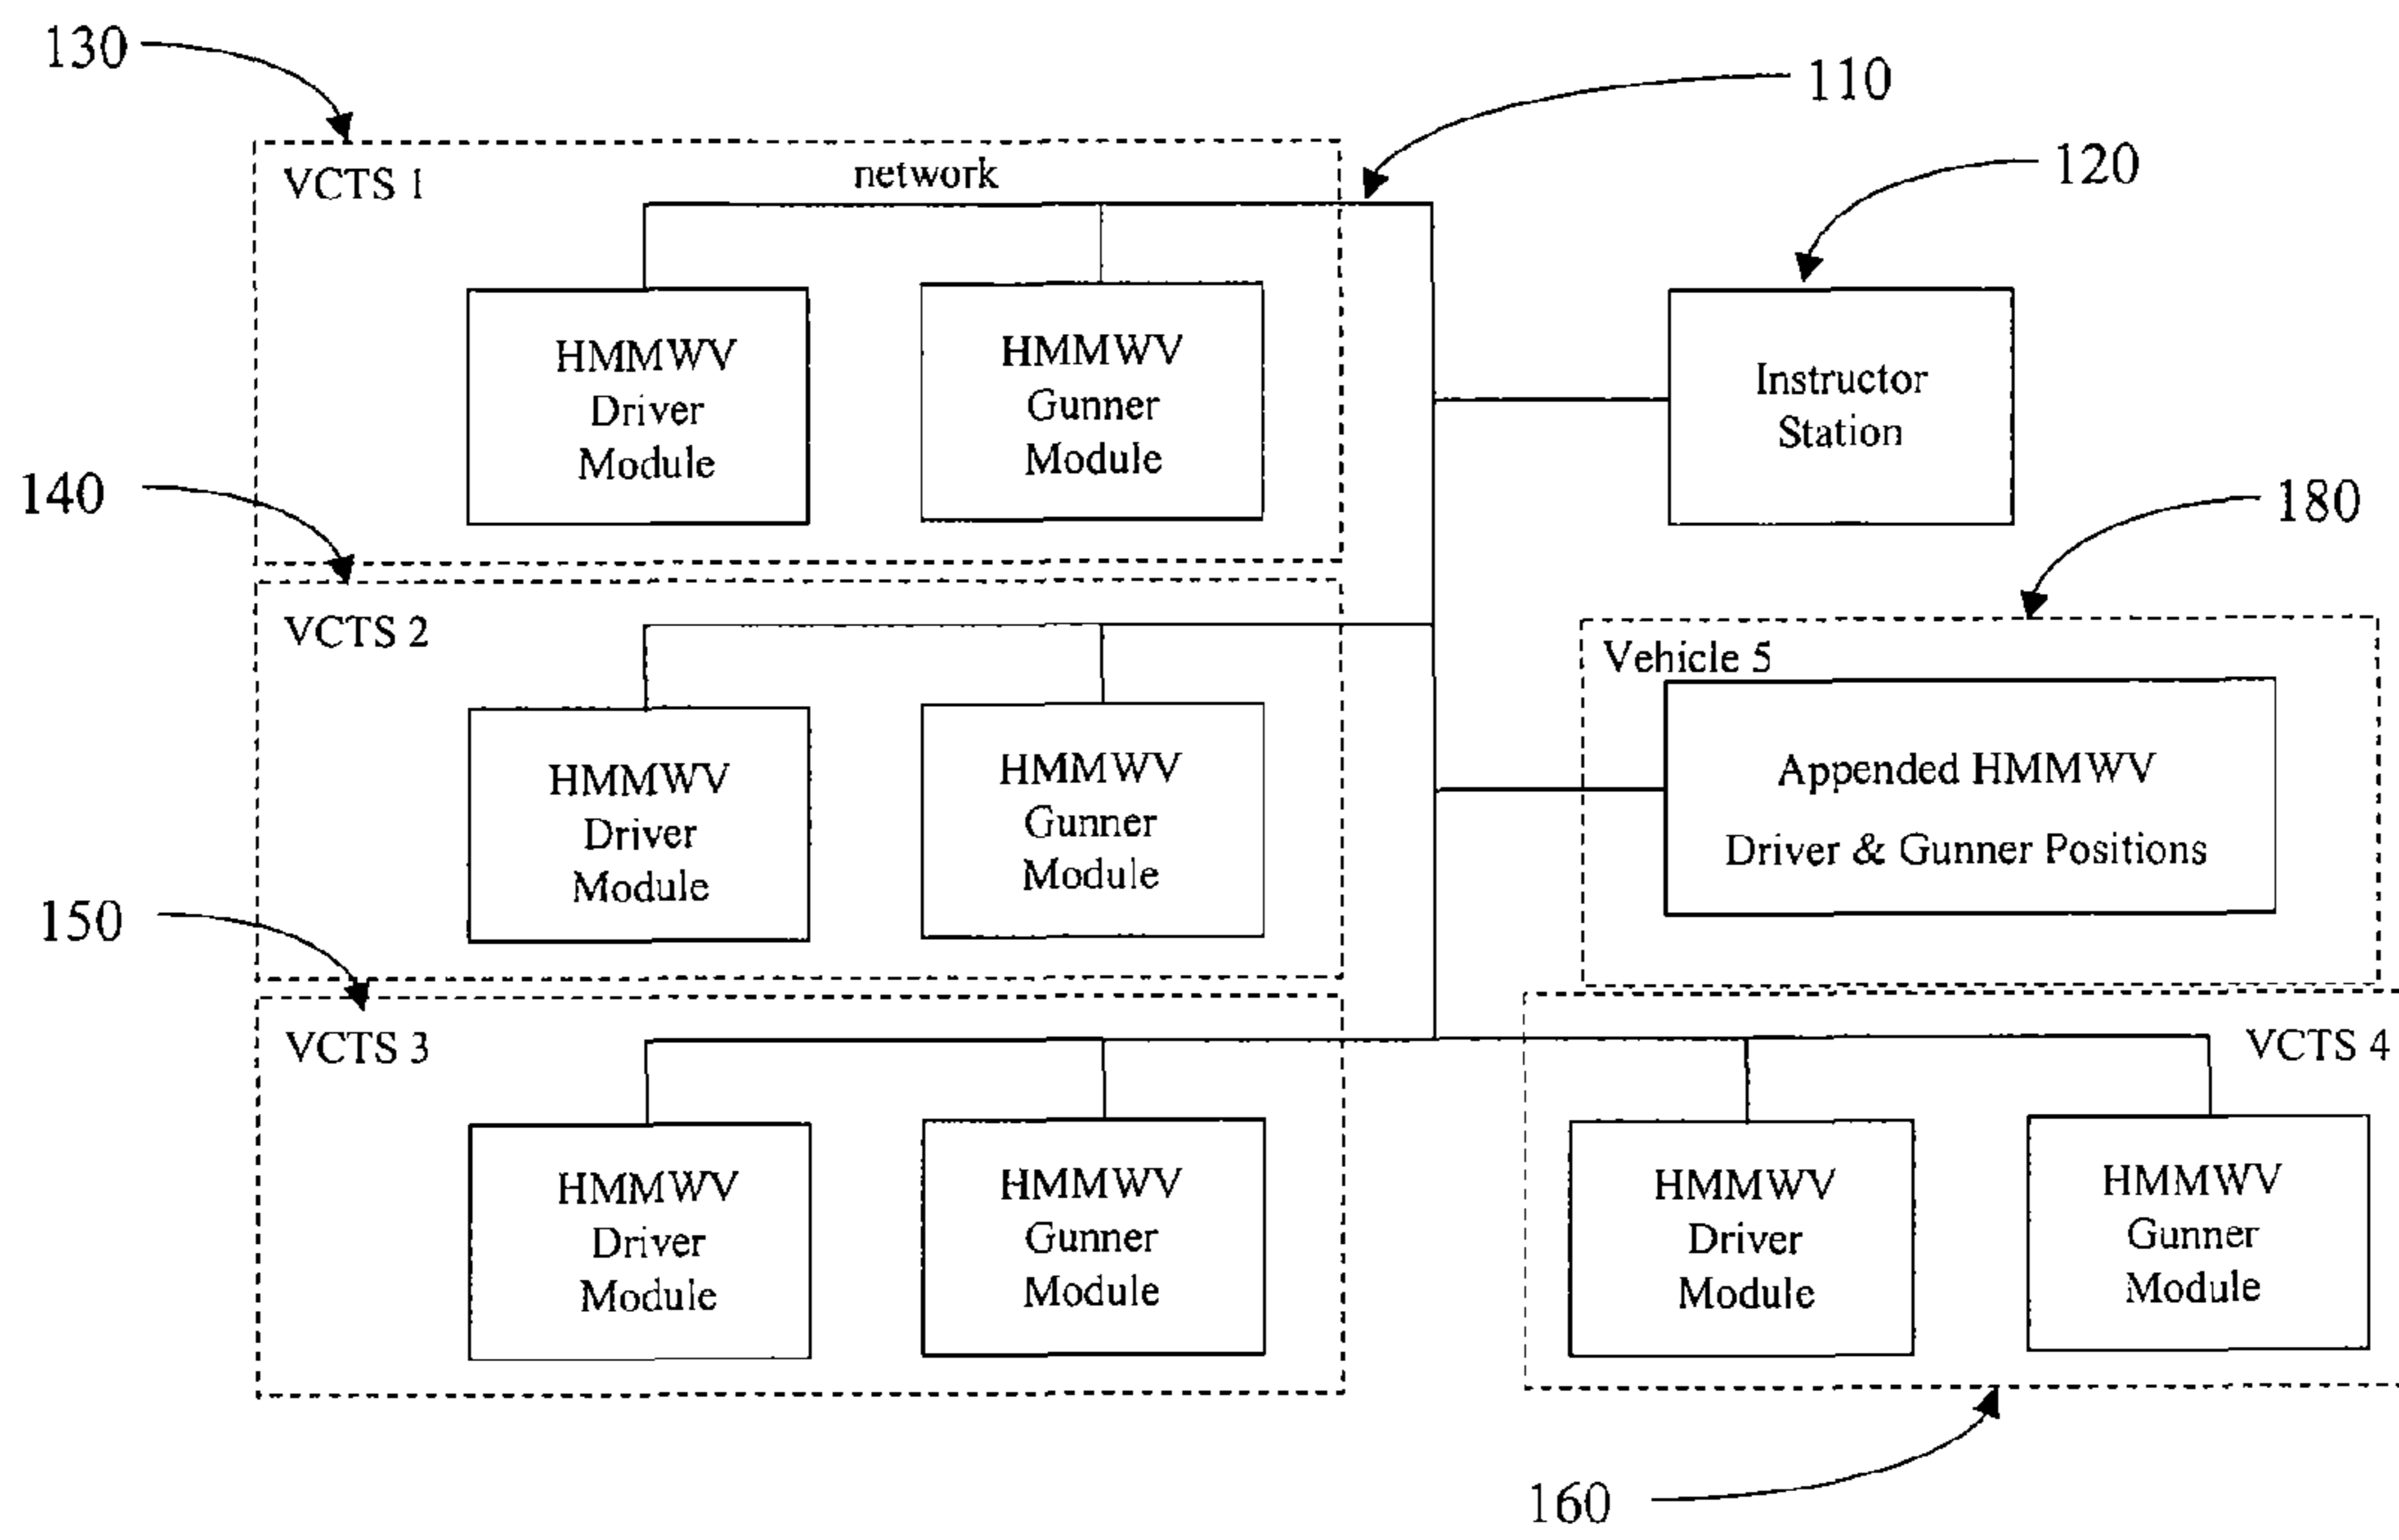 130
110
120
VCTS 1
network
HMMWV
Driver
Module
HMMWV
Gunner
Module
Instructor
Station
140
180
VCTS 2
HMMWV
Driver
Module
HMMWV
Gunner
Module
Vehicle 5
Appended HMMWV
Driver & Gunner Positions
150
VCTS 3
HMMWV
Driver
Module
HMMWV
Gunner
Module
VCTS 4
HMMWV
Driver
Module
HMMWV
Gunner
Module
160